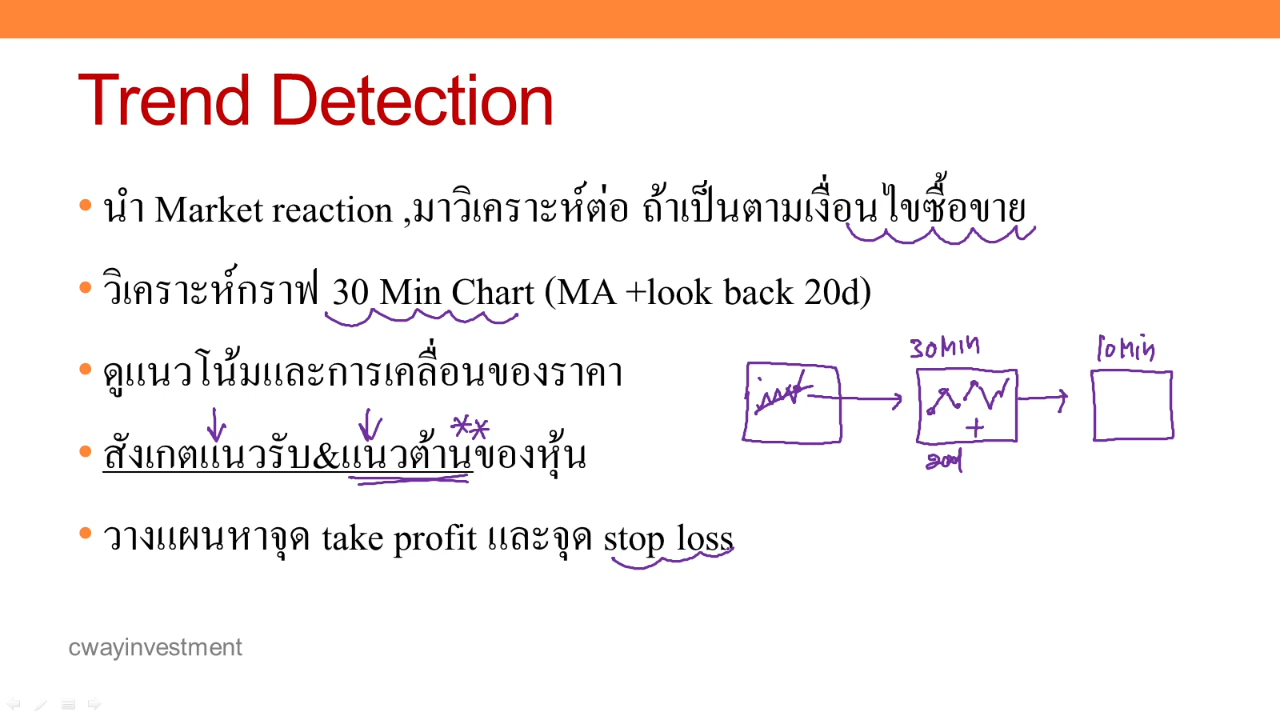 Trend Detection
• นำ Market reaction ,มาวิเคราะห์ต่อ ถ้าเป็นตามเงื่อนไขซื้อขาย
• วิเคราะห์กราฟ 30 Min Chart (MA +look back 20d)
• ดูแนวโน้มและการเคลื่อนของราคา
30Min
10Min
• สังเกตแนวรับ&แนวต้านของหุ้น
**
+
20d
• วางแผนหาจุด take profit และจุด stop loss
cwayinvestment